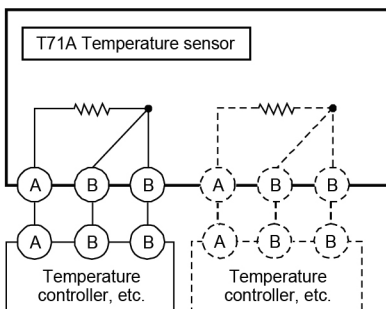 T71A Temperature sensor
A B B A B B
A B B A B B
Temperature Temperature
controller, etc. controller, etc.